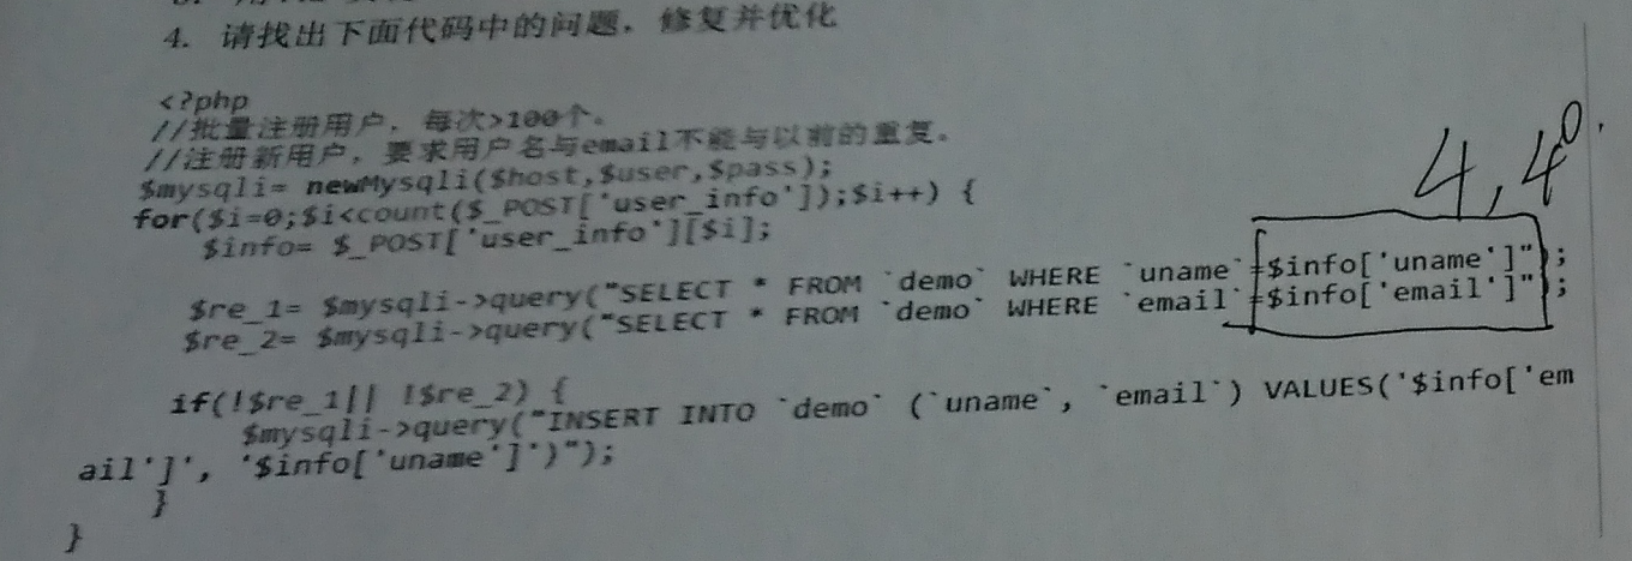 4. 请找出下面代码中的问题，修复并优化
<?php
//批量注册用户，每次>100个。
//注册新用户，要求用户名与email不能与以前的重复。
$mysqli= newMysqli($host,$user,$pass);
for($i=0;$i<count($_POST['user_info']);$i++) {
$info= $_POST['user_info'][$i];
4,4⁰.
$re_1= $mysqli->query("SELECT * FROM `demo` WHERE `uname`=$info['uname']");
$re_2= $mysqli->query("SELECT * FROM `demo` WHERE `email`=$info['email']");
if(!$re_1|| !$re_2) {
$mysqli->query("INSERT INTO `demo` (`uname`, `email`) VALUES('$info['em
ail']', '$info['uname']')");
}
}